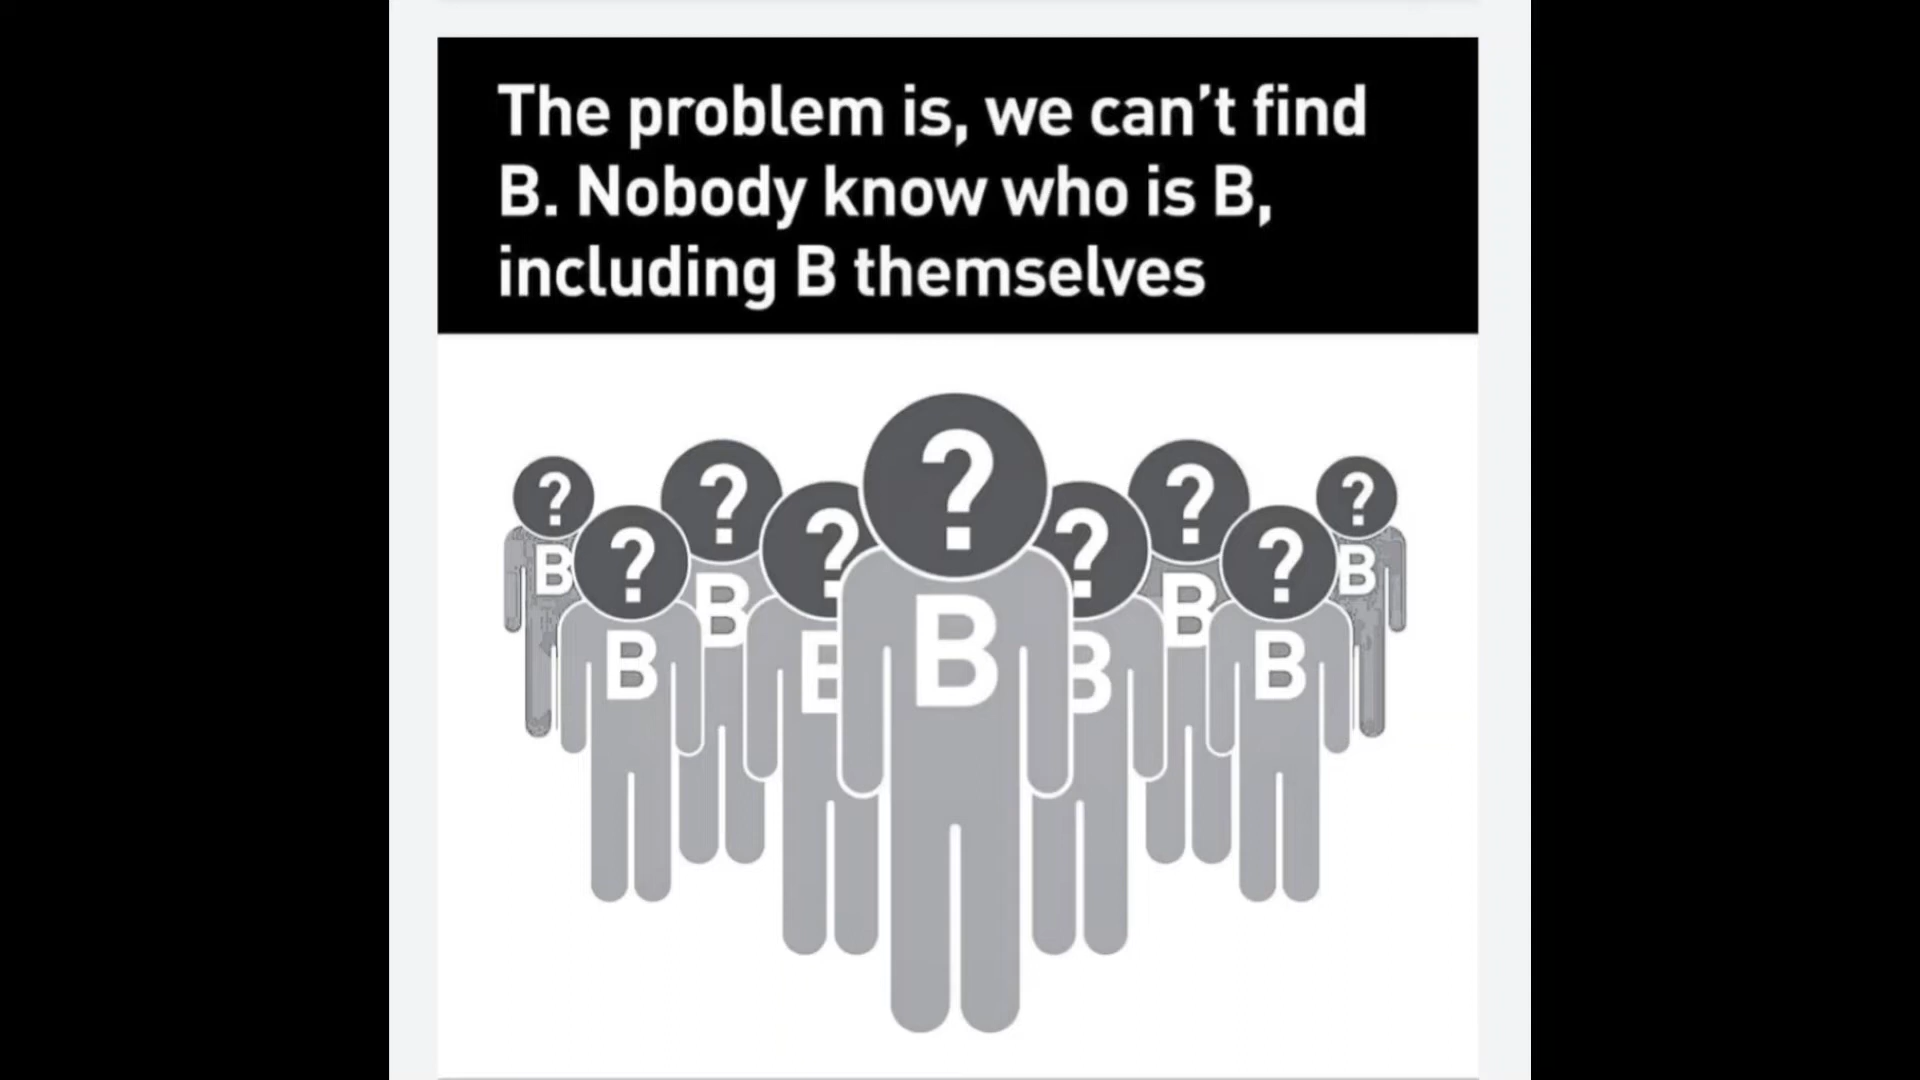 The problem is, we can't find
B. Nobody know who is B,
including B themselves
? ? ? ? ? ? ? ? ?
B B B B B B B B B